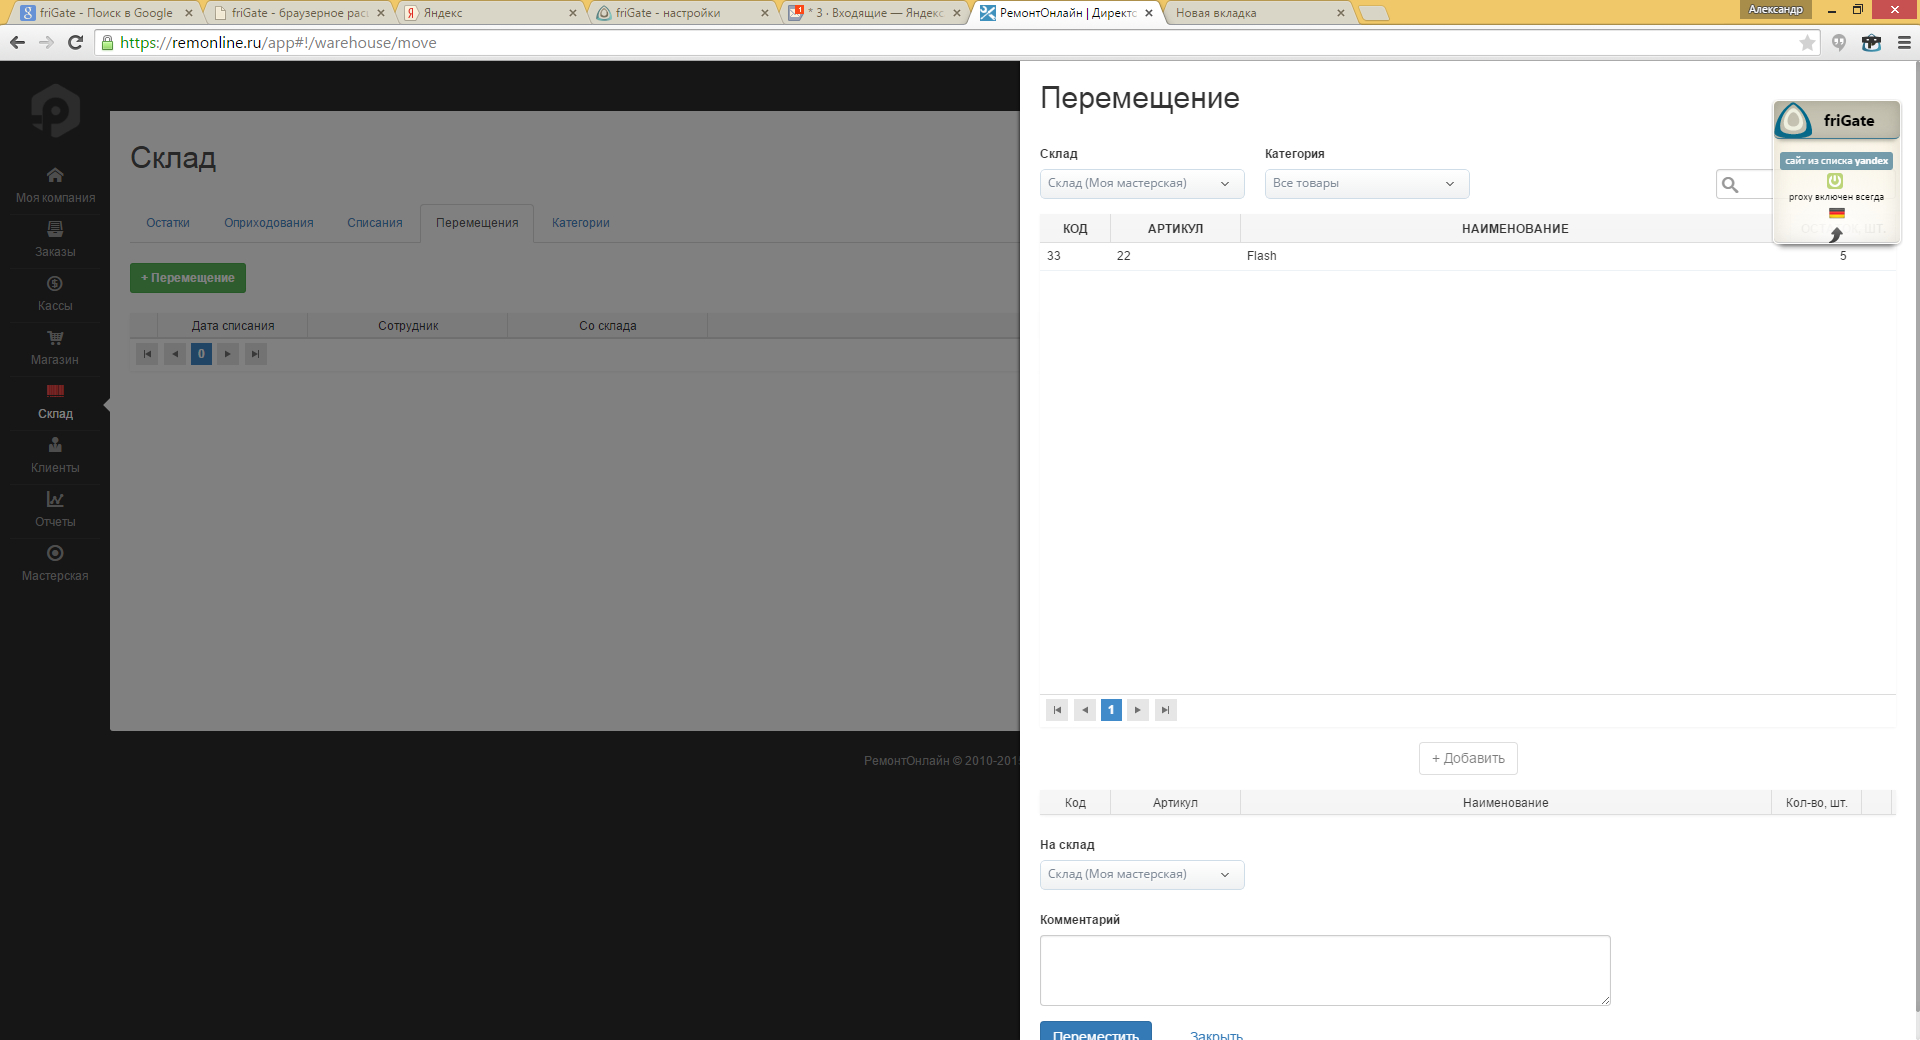 friGate - Поиск в Google
friGate - браузерное рас
Яндекс
friGate - настройки
* 3 · Входящие — Яндекс
РемонтОнлайн | Директо
Новая вкладка
Александр
https://remonline.ru/app#!/warehouse/move
Моя компания
Заказы
Кассы
Магазин
Склад
Клиенты
Отчеты
Мастерская
Склад
Остатки
Оприходования
Списания
Перемещения
Категории
+ Перемещение
Дата списания
Сотрудник
Со склада
0
РемонтОнлайн © 2010-201
Перемещение
Склад
Категория
Склад (Моя мастерская)
Все товары
friGate
сайт из списка yandex
proxy включен всегда
КОД
АРТИКУЛ
НАИМЕНОВАНИЕ
33
22
Flash
5
1
+ Добавить
Код
Артикул
Наименование
Кол-во, шт.
На склад
Склад (Моя мастерская)
Комментарий
Переместить
Закрыть